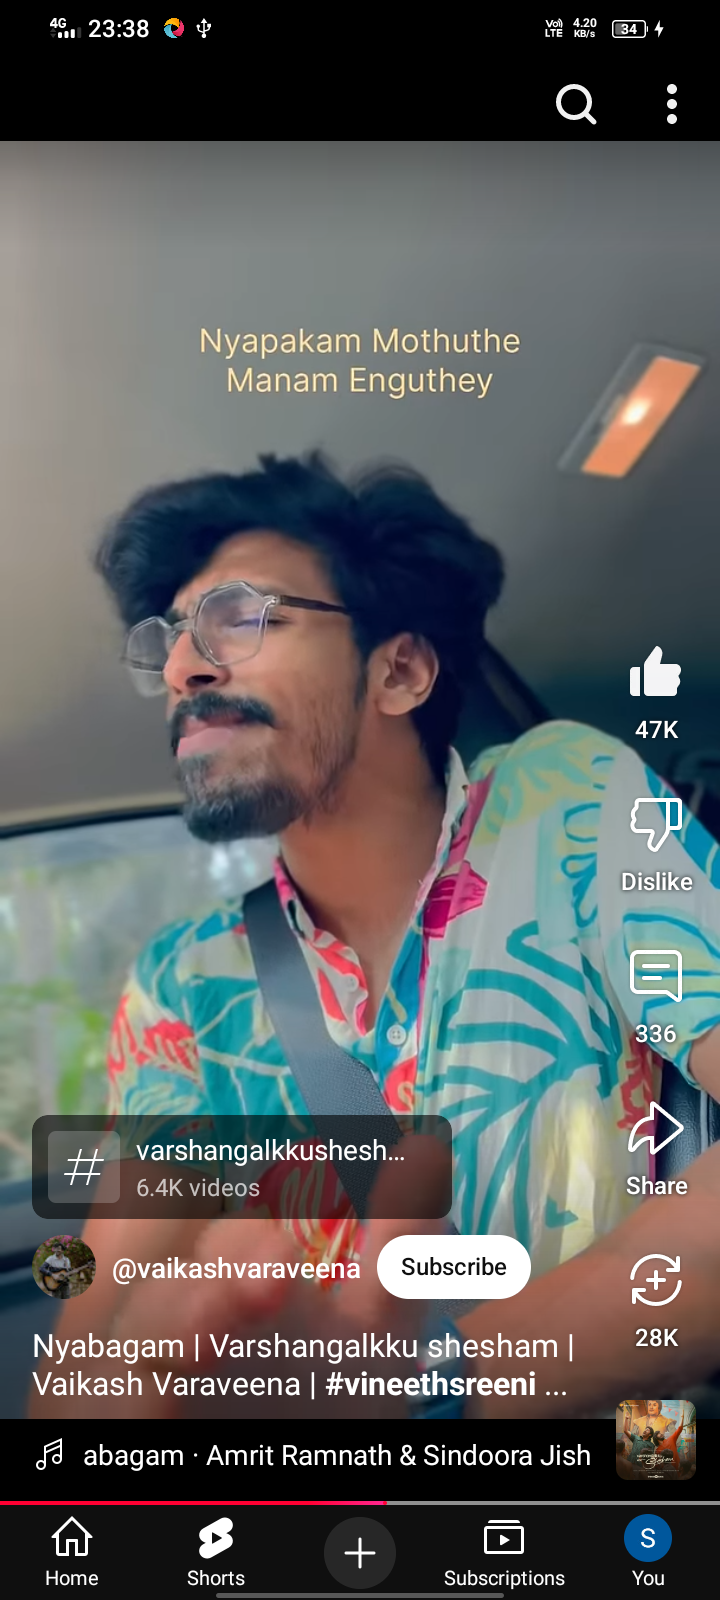 4G 23:38 Vo) LTE 4.20 KB/s 34
Nyapakam Mothuthe
Manam Enguthey
47K
Dislike
336
Share
28K
# varshangalkkushesh...
6.4K videos
@vaikashvaraveena Subscribe
Nyabagam | Varshangalkku shesham |
Vaikash Varaveena | #vineethsreeni ...
abagam · Amrit Ramnath & Sindoora Jish
Home Shorts Subscriptions S You